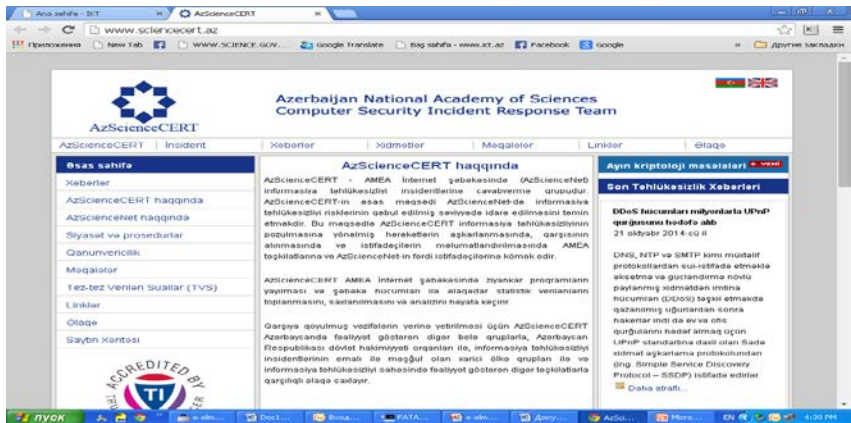 Ana səhifə - IKT
AzScienceCERT
www.sciencecert.az
Приложения
New Tab
WWW.SCIENCE.GOV...
Google Translate
Baş səhifə - www.ict.az
Facebook
Google
Другие закладки
AzScienceCERT
Azerbaijan National Academy of Sciences
Computer Security Incident Response Team
AzScienceCERT
Insident
Xəbərlər
Xidmətlər
Məqalələr
Linklər
Əlaqə
Əsas səhifə
Xəbərlər
AzScienceCERT haqqında
AzScienceNet haqqında
Siyasət və prosedurlar
Qanunvericilik
Məqalələr
Tez-tez Verilən Suallar (TVS)
Linklər
Əlaqə
Saytın Xəritəsi
ACCREDITED BY
TI
AzScienceCERT haqqında
AzScienceCERT - AMEA İnternet şəbəkəsində (AzScienceNet)
informasiya təhlükəsizliyi insidentlərinə cavabvermə qrupudur.
AzScienceCERT-in əsas məqsədi AzScienceNet-də informasiya
təhlükəsizliyi risklərinin qəbul edilmiş səviyyədə idarə edilməsini təmin
etməkdir. Bu məqsədlə AzScienceCERT informasiya təhlükəsizliyinin
pozulmasına yönəlmiş hərəkətlərin aşkarlanmasında, qarşısının
alınmasında və istifadəçilərin məlumatlandırılmasında AMEA
təşkilatlarına və AzScienceNet-in fərdi istifadəçilərinə kömək edir.
AzScienceCERT AMEA İnternet şəbəkəsində ziyankar proqramların
yayılması və şəbəkə hücumları ilə əlaqədar statistik verilənlərin
toplanmasını, saxlanılmasını və analizini həyata keçirir.
Qarşıya qoyulmuş vəzifələrin yerinə yetirilməsi üçün AzScienceCERT
Azərbaycanda fəaliyyət göstərən digər belə qruplarla, Azərbaycan
Respublikası dövlət hakimiyyəti orqanları ilə, informasiya təhlükəsizliyi
insidentlərinin emalı ilə məşğul olan xarici ölkə qrupları ilə və
informasiya təhlükəsizliyi sahəsində fəaliyyət göstərən digər təşkilatlarla
qarşılıqlı əlaqə saxlayır.
Ayın kriptoloji məsələləri
YENİ
Son Təhlükəsizlik Xəbərləri
DDoS hücumları milyonlarla UPnP
qurğusunu hədəfə alıb
21 oktyabr 2014-cü il
DNS, NTP və SMTP kimi müdafiə
protokollardan sui-istifadə etməklə
əksetmə və gücləndirmə növlü
paylanmış xidmətdən imtina
hücumları (DDoS) təşkil etməkdə
qazanılmış uğurlardan sonra
hakerlər indi də ev və ofis
qurğularını hədəf almaq üçün
UPnP standartına daxil olan Sadə
xidmət aşkarlama protokolundan
(ing. Simple Service Discovery
Protocol – SSDP) istifadə edirlər.
Daha ətraflı...
пуск
e-elm...
Doc1...
Вход...
FATA...
e-elm...
Доку...
AzSci...
Micro...
EN
4:39 PM